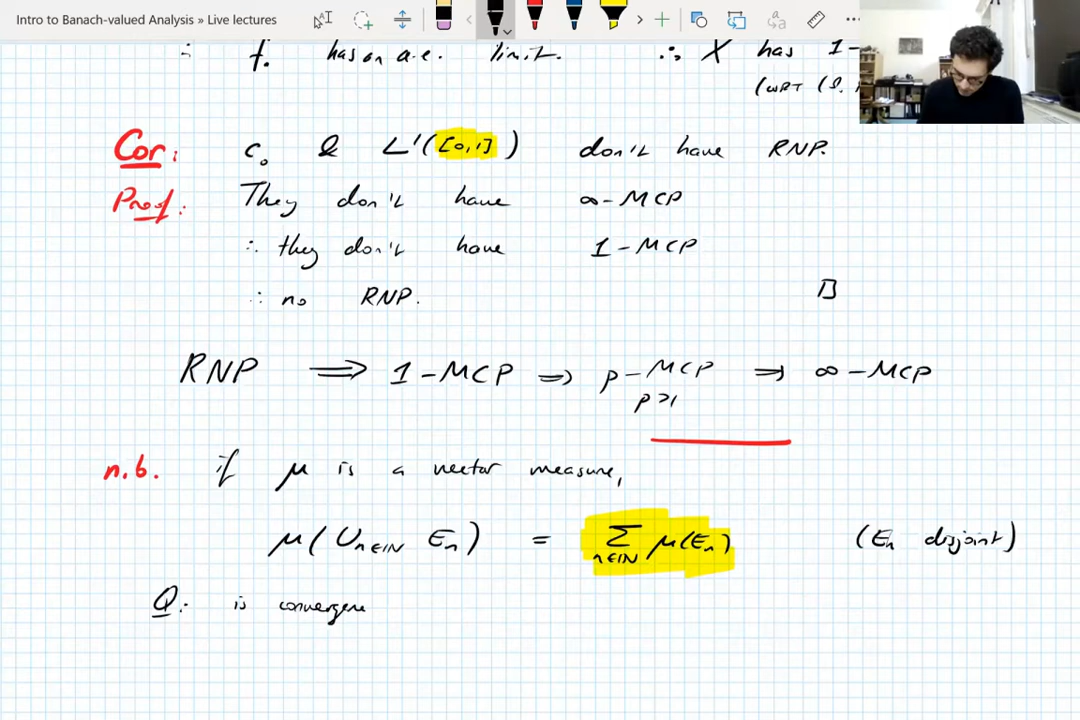 Intro to Banach-valued Analysis » Live lectures
∴ f. has an a.e. limit. ∴ X has 1-
(WRT (Ω,
Cor: c₀ & L¹([0,1]) don't have RNP.
Proof: They don't have ∞-MCP
∴ they don't have 1-MCP
∴ no RNP. □
RNP ⟹ 1-MCP ⇒ p-MCP ⇒ ∞-MCP
p>1
n.b. if μ is a vector measure,
μ(∪n∈ℕ En) = Σn∈ℕ μ(En) (En disjoint)
Q: is convergene